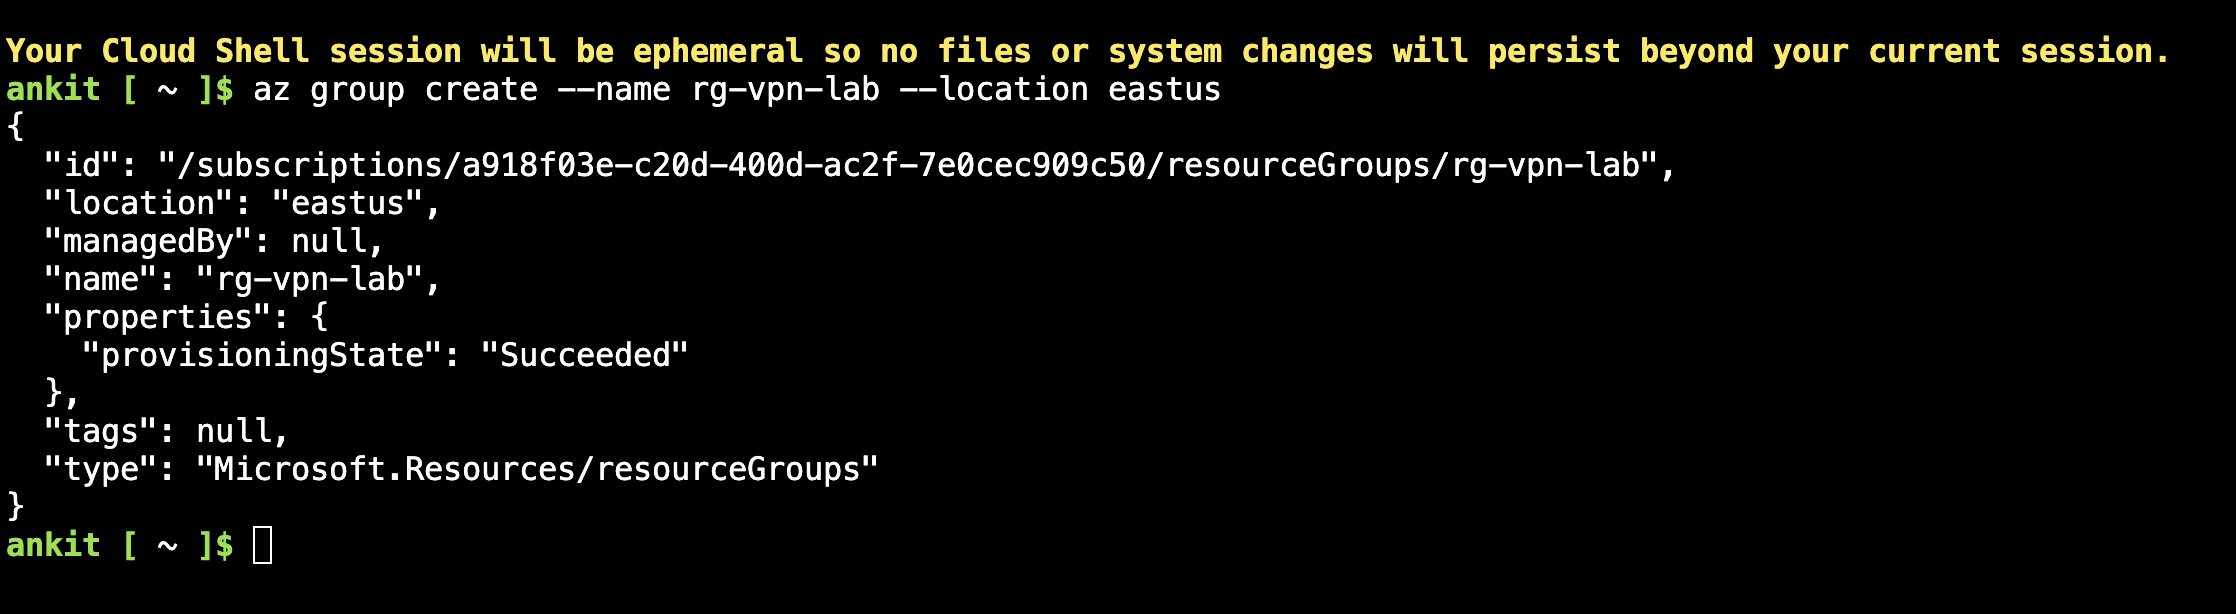 Your Cloud Shell session will be ephemeral so no files or system changes will persist beyond your current session.
ankit [ ~ ]$ az group create --name rg-vpn-lab --location eastus
{
  "id": "/subscriptions/a918f03e-c20d-400d-ac2f-7e0cec909c50/resourceGroups/rg-vpn-lab",
  "location": "eastus",
  "managedBy": null,
  "name": "rg-vpn-lab",
  "properties": {
    "provisioningState": "Succeeded"
  },
  "tags": null,
  "type": "Microsoft.Resources/resourceGroups"
}
ankit [ ~ ]$